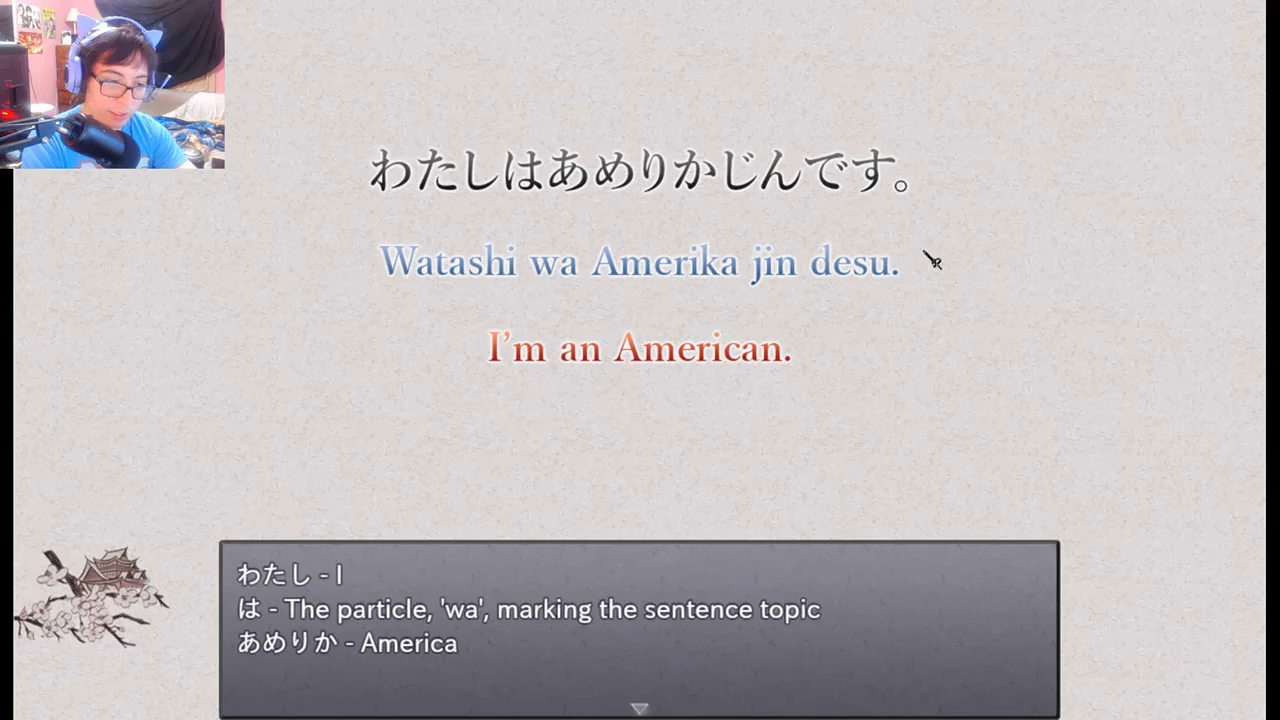 わたしはあめりかじんです。
Watashi wa Amerika jin desu.
I'm an American.
わたし - I
は - The particle, 'wa', marking the sentence topic
あめりか - America